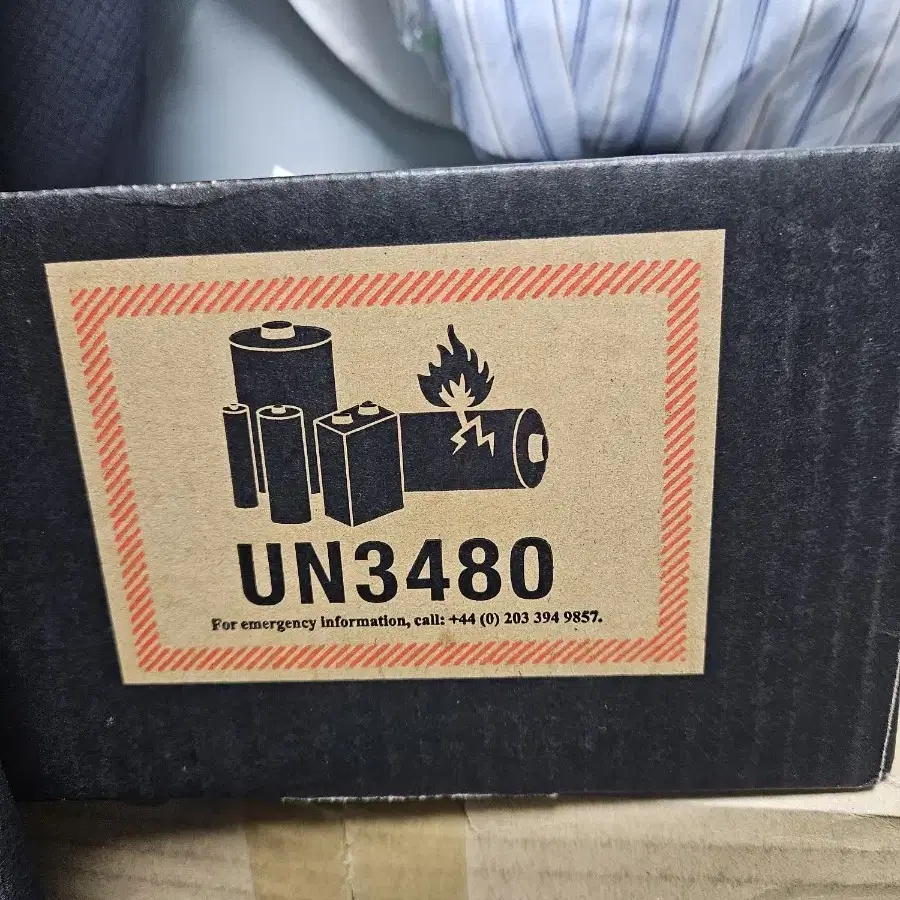 UN3480
For emergency information, call: +44 (0) 203 394 9857.